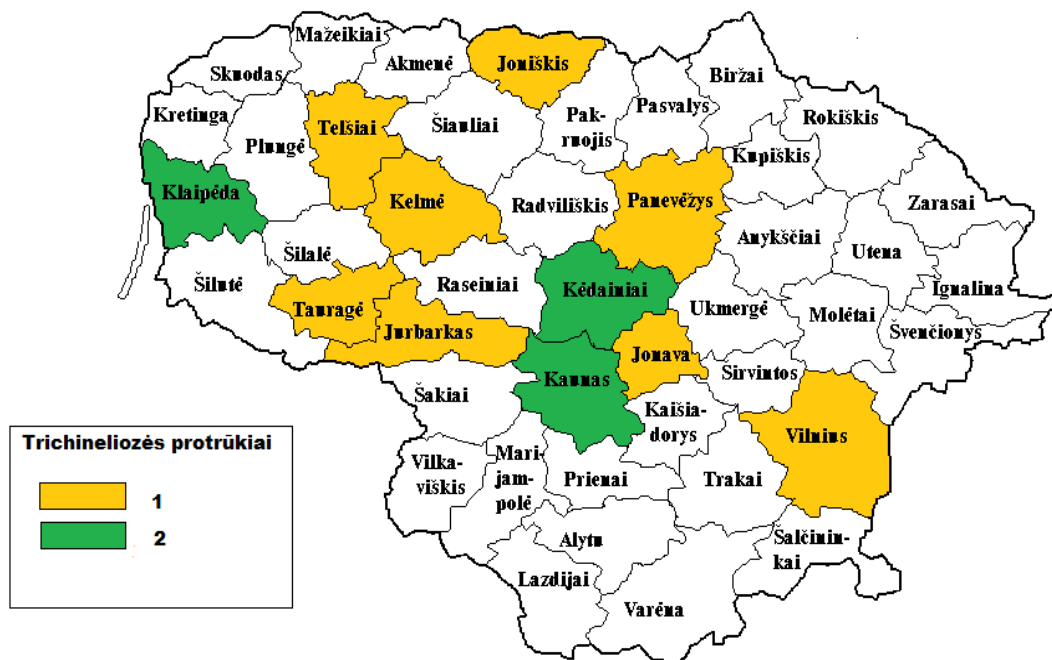 Mažeikiai
Akmenė
Joniškis
Skuodas
Biržai
Kretinga
Telšiai
Šiauliai
Pak-
ruojis
Pasvalys
Rokiškis
Plungė
Kupiškis
Klaipėda
Kelmė
Radviliškis
Panevėžys
Zarasai
Anykščiai
Utena
Šilalė
Šilutė
Raseiniai
Kėdainiai
Ignalina
Tauragė
Ukmergė
Molėtai
Jurbarkas
Švenčionys
Jonava
Širvintos
Kaunas
Šakiai
Kaišia-
dorys
Vilnius
Trichineliozės protrūkiai
1
2
Vilka-
viškis
Mari-
jam-
polė
Prienai
Trakai
Alytu
Šalčinin-
kai
Lazdijai
Varėna